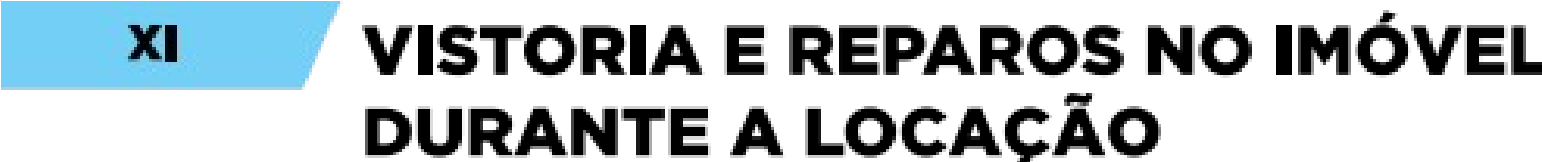 XI
VISTORIA E REPAROS NO IMÓVEL
DURANTE A LOCAÇÃO